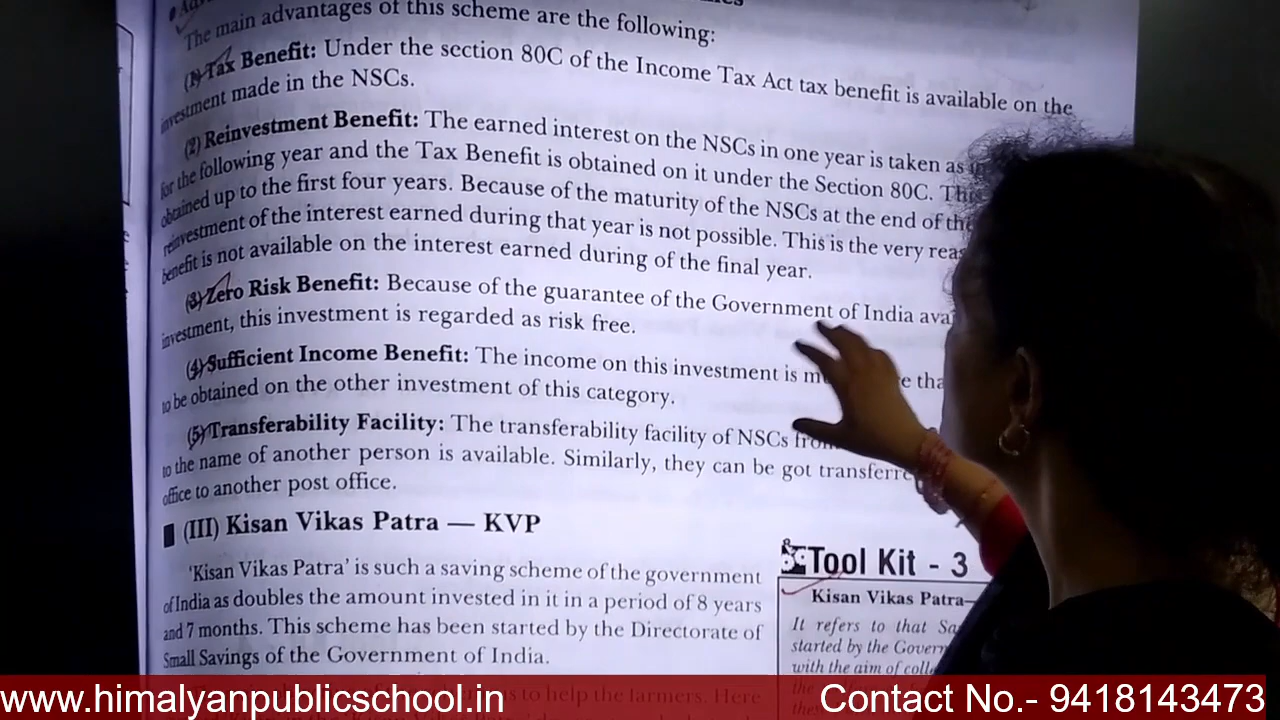 The main advantages of this scheme are the following:
(1) Tax Benefit: Under the section 80C of the Income Tax Act tax benefit is available on the
investment made in the NSCs.
(2) Reinvestment Benefit: The earned interest on the NSCs in one year is taken as
for the following year and the Tax Benefit is obtained on it under the Section 80C.
obtained up to the first four years. Because of the maturity of the NSCs at the end of
reinvestment of the interest earned during that year is not possible. This is the very
benefit is not available on the interest earned during of the final year.
(3) Zero Risk Benefit: Because of the guarantee of the Government of India
investment, this investment is regarded as risk free.
(4) Sufficient Income Benefit: The income on this investment is
to be obtained on the other investment of this category.
(5) Transferability Facility: The transferability facility of NSCs
to the name of another person is available. Similarly, they can be got
office to another post office.
(III) Kisan Vikas Patra — KVP
'Kisan Vikas Patra' is such a saving scheme of the government
of India as doubles the amount invested in it in a period of 8 years
and 7 months. This scheme has been started by the Directorate of
Small Savings of the Government of India.
to help the farmers. Here
Tool Kit - 3
Kisan Vikas Patra—
It refers to that
started by the
with the aim of
the
www.himalyanpublicschool.in
Contact No.- 9418143473